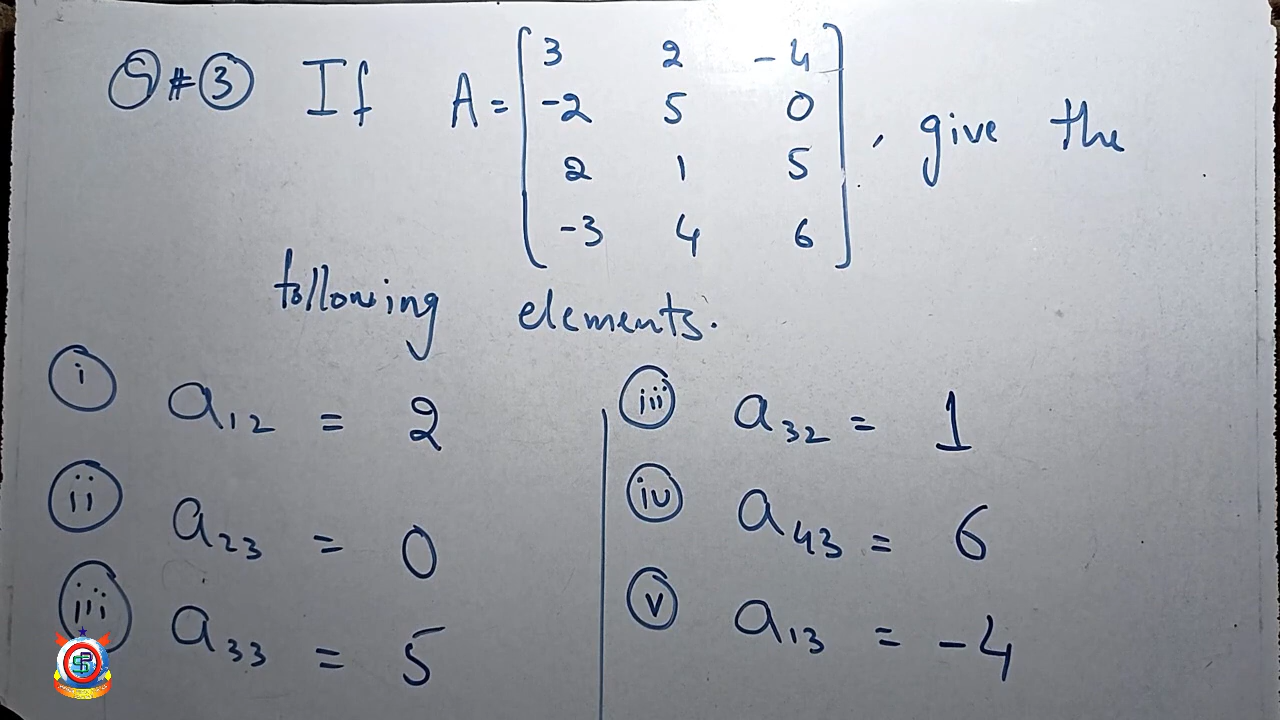 Q # 3 If A = [3 2 -4
-2 5 0
2 1 5
-3 4 6], give the
following elements.
i a12 = 2
ii a23 = 0
iii a33 = 5
iii a32 = 1
iv a43 = 6
v a13 = -4